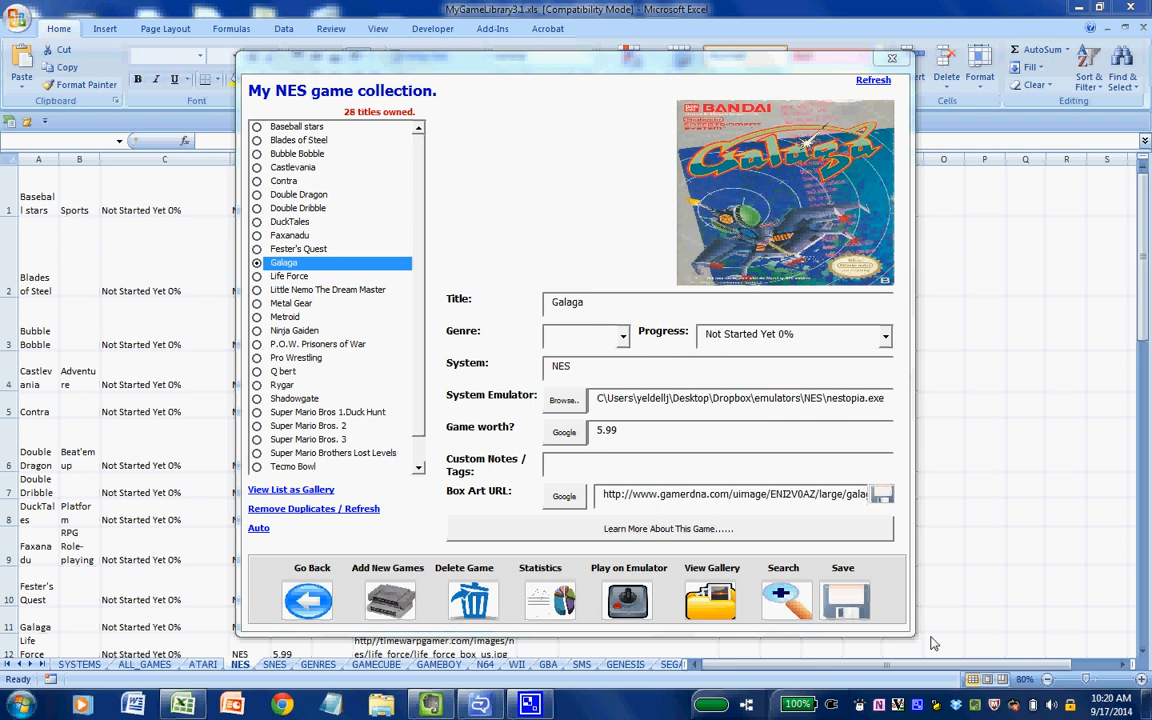 MyGameLibrary3.1.xls [Compatibility Mode] - Microsoft Excel
Home Insert Page Layout Formulas Data Review View Developer Add-Ins Acrobat
Paste
Cut
Copy
Format Painter
Clipboard
B I U
Font
Delete Format
Cells
AutoSum
Fill
Clear
Sort & Filter
Find & Select
Editing
A B C O P Q R S
1 Baseball stars Sports Not Started Yet 0%
2 Blades of Steel Not Started Yet 0%
3 Bubble Bobble Not Started Yet 0%
4 Castlevania Adventure Not Started Yet 0%
5 Contra Not Started Yet 0%
6 Double Dragon Beat'em up Not Started Yet 0%
7 Double Dribble Not Started Yet 0%
8 DuckTales Platform Not Started Yet 0%
9 Faxanadu RPG Role-playing Not Started Yet 0%
10 Fester's Quest Not Started Yet 0%
11 Galaga Not Started Yet 0%
12 Life Force Not Started Yet 0% NES 5.99 http://timewarpgamer.com/images/nes/life_force/life_force_box_us.jpg
My NES game collection.
Refresh
28 titles owned.
Baseball stars
Blades of Steel
Bubble Bobble
Castlevania
Contra
Double Dragon
Double Dribble
DuckTales
Faxanadu
Fester's Quest
Galaga
Life Force
Little Nemo The Dream Master
Metal Gear
Metroid
Ninja Gaiden
P.O.W. Prisoners of War
Pro Wrestling
Q bert
Rygar
Shadowgate
Super Mario Bros 1.Duck Hunt
Super Mario Bros. 2
Super Mario Bros. 3
Super Mario Brothers Lost Levels
Tecmo Bowl
View List as Gallery
Remove Duplicates / Refresh
Auto
BANDAI
Galaga
Title: Galaga
Genre: Progress: Not Started Yet 0%
System: NES
System Emulator: Browse.. C\Users\yeldellj\Desktop\Dropbox\emulators\NES\nestopia.exe
Game worth? Google 5.99
Custom Notes / Tags:
Box Art URL: Google http://www.gamerdna.com/uimage/ENI2V0AZ/large/galag
Learn More About This Game......
Go Back Add New Games Delete Game Statistics Play on Emulator View Gallery Search Save
SYSTEMS ALL_GAMES ATARI NES SNES GENRES GAMECUBE GAMEBOY N64 WII GBA SMS GENESIS SEGA
Ready
80%
100%
10:20 AM
9/17/2014